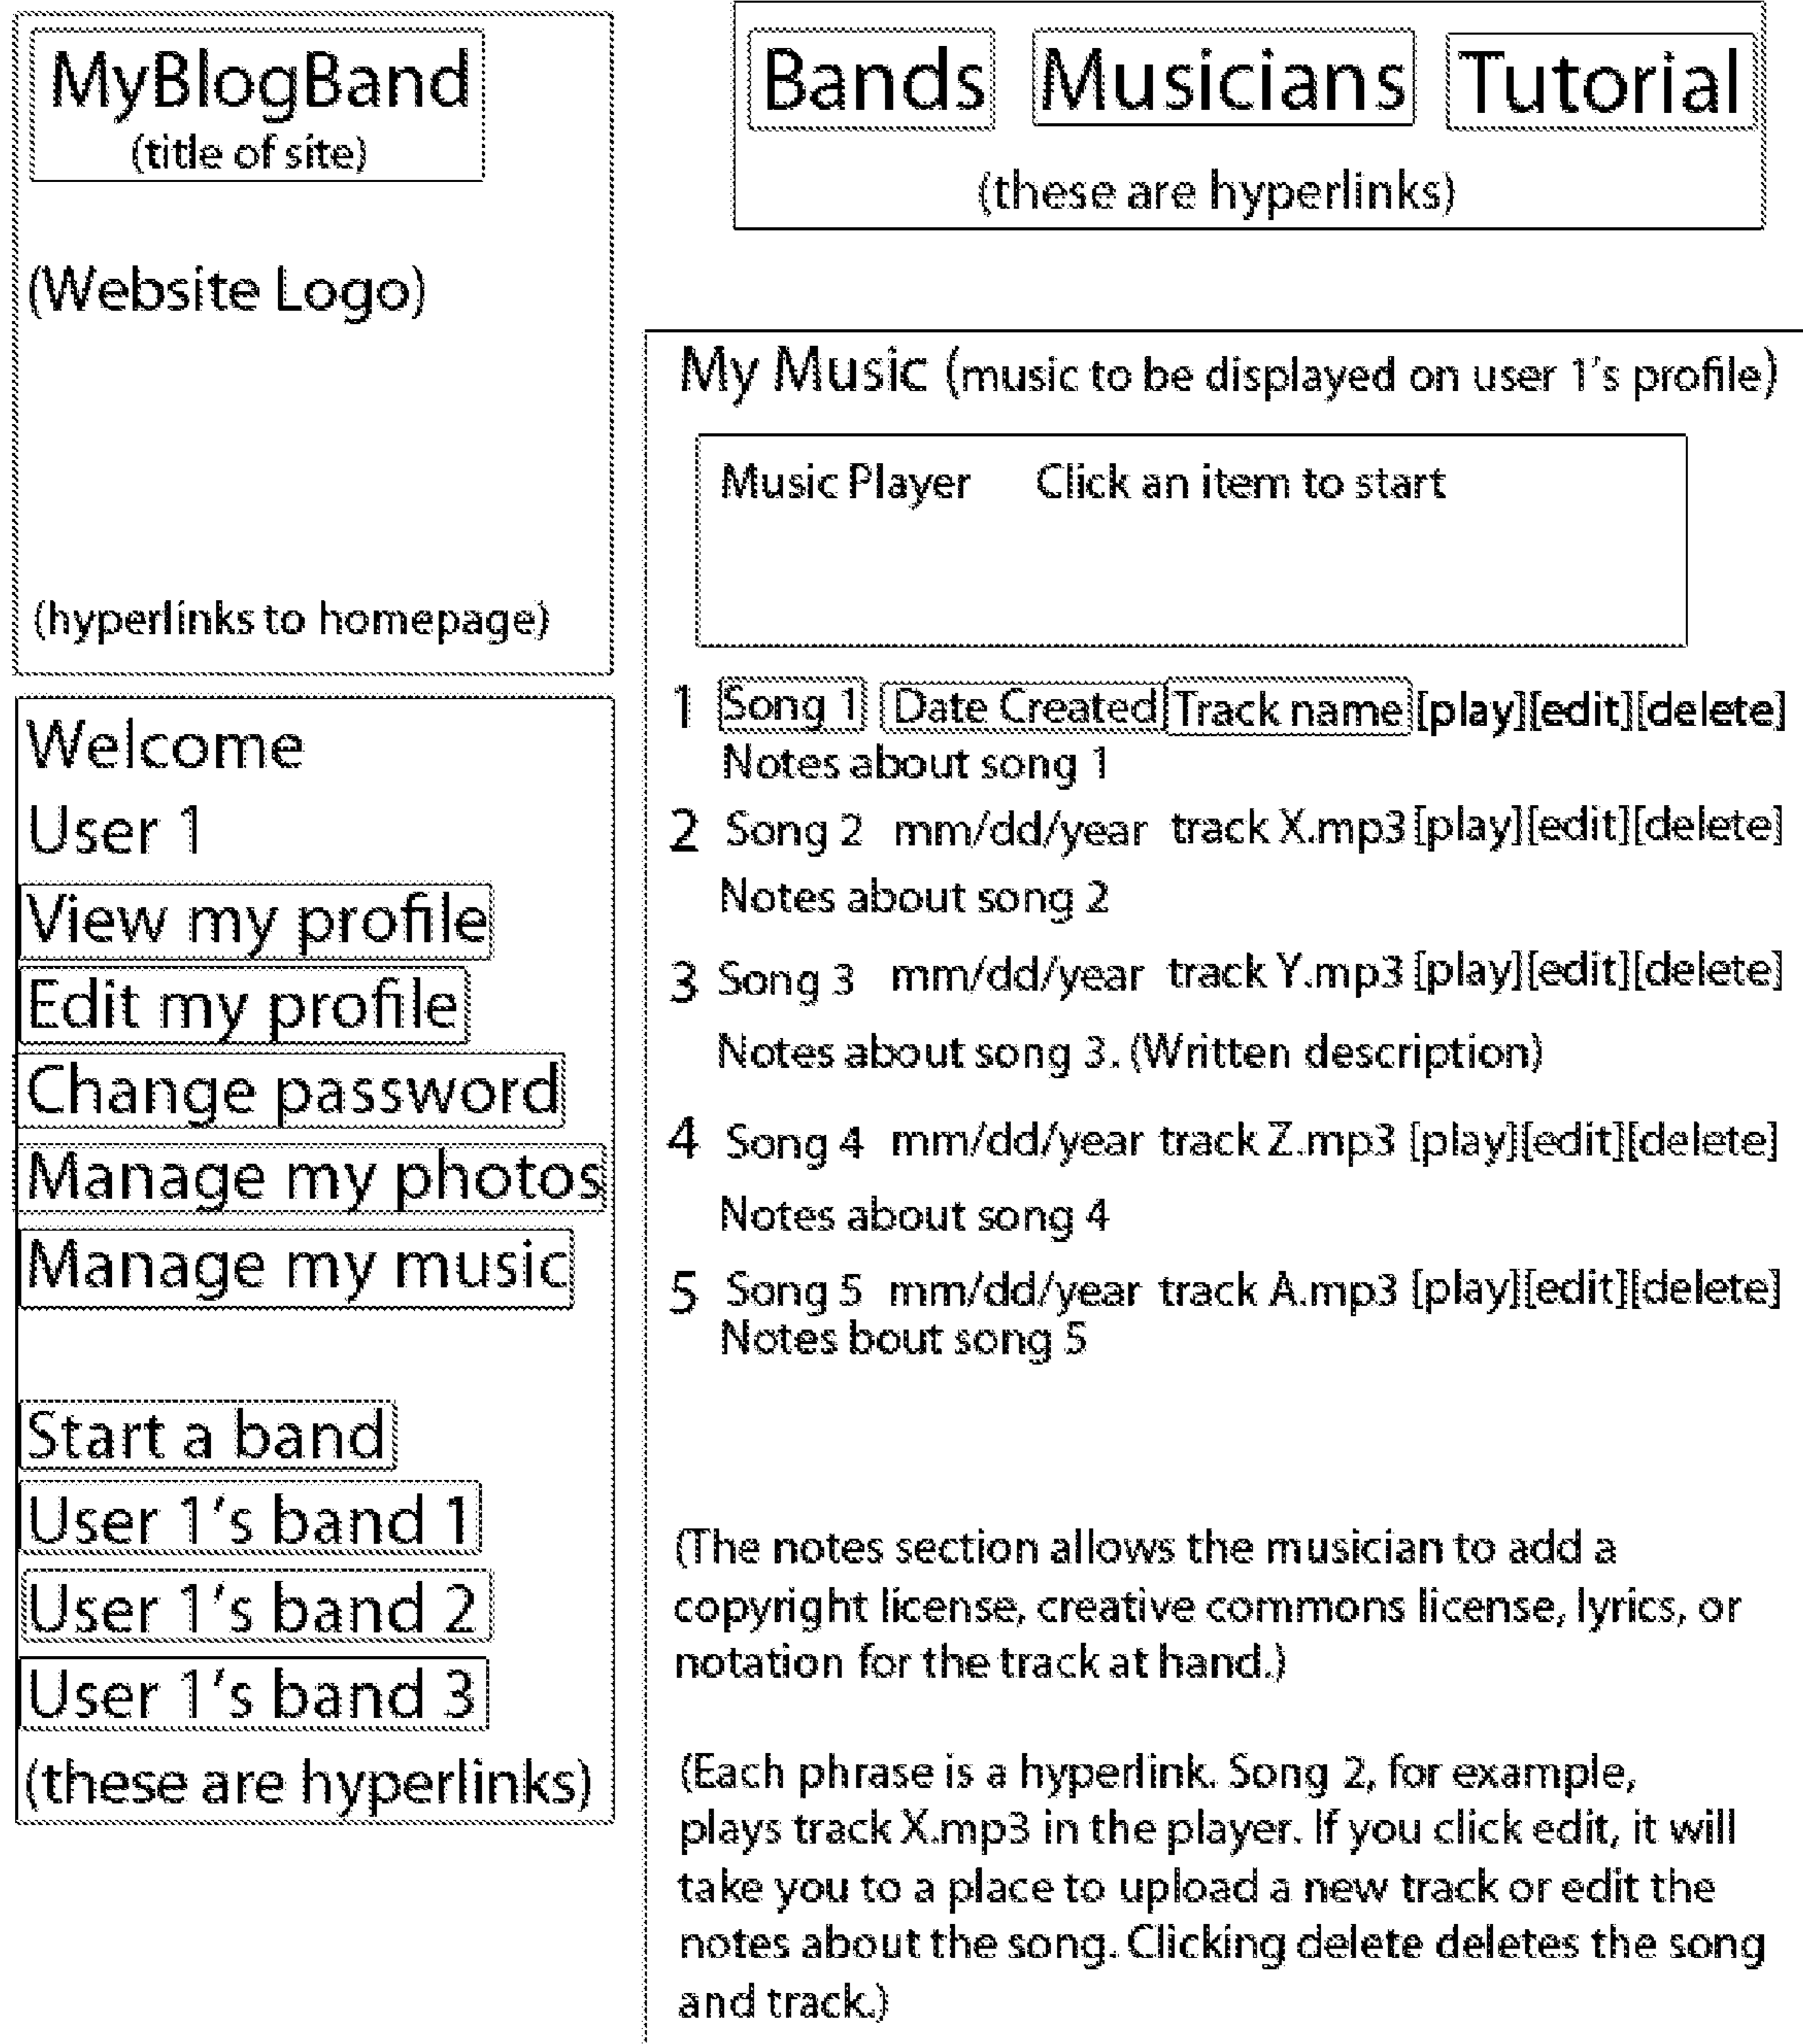 MyBlogBand
(title of site)
(Website Logo)
(hyperlinks to homepage)
Bands Musicians Tutorial
(these are hyperlinks)
Welcome
User 1
View my profile
Edit my profile
Change password
Manage my photos
Manage my music
Start a band
User 1's band 1
User 1's band 2
User 1's band 3
(these are hyperlinks)
My Music (music to be displayed on user 1's profile)
Music Player Click an item to start
1 Song 1 Date Created Track name [play][edit][delete]
Notes about song 1
2 Song 2 mm/dd/year track X.mp3 [play][edit][delete]
Notes about song 2
3 Song 3 mm/dd/year track Y.mp3 [play][edit][delete]
Notes about song 3. (Written description)
4 Song 4 mm/dd/year track Z.mp3 [play][edit][delete]
Notes about song 4
5 Song 5 mm/dd/year track A.mp3 [play][edit][delete]
Notes bout song 5
(The notes section allows the musician to add a
copyright license, creative commons license, lyrics, or
notation for the track at hand.)
(Each phrase is a hyperlink. Song 2, for example,
plays track X.mp3 in the player. If you click edit, it will
take you to a place to upload a new track or edit the
notes about the song. Clicking delete deletes the song
and track.)